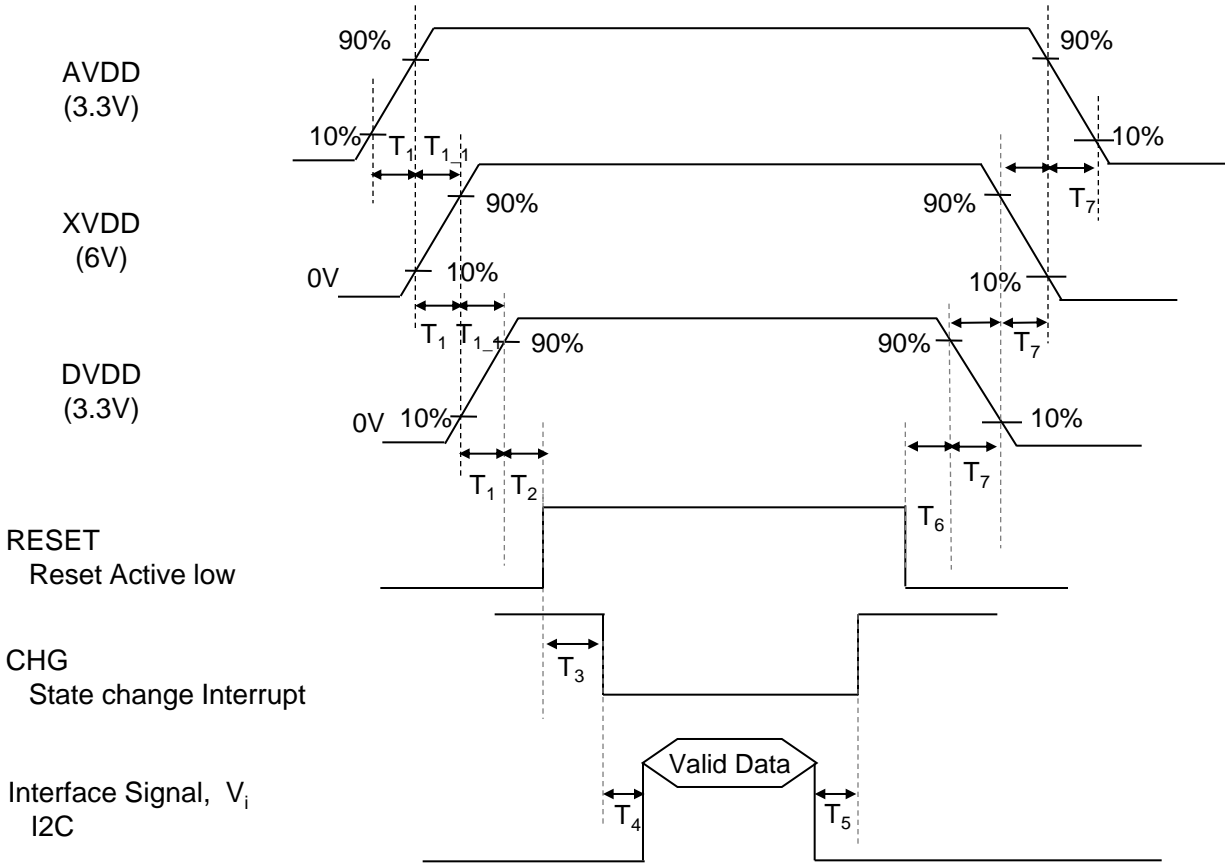 90%
90%
AVDD
(3.3V)
10%
T1
T1_1
10%
T7
XVDD
(6V)
90%
90%
0V
10%
10%
T1
T1_1
T7
DVDD
(3.3V)
90%
90%
0V
10%
10%
T1
T2
T7
T6
RESET
Reset Active low
CHG
T3
State change Interrupt
Valid Data
Interface Signal, Vi
I2C
T4
T5